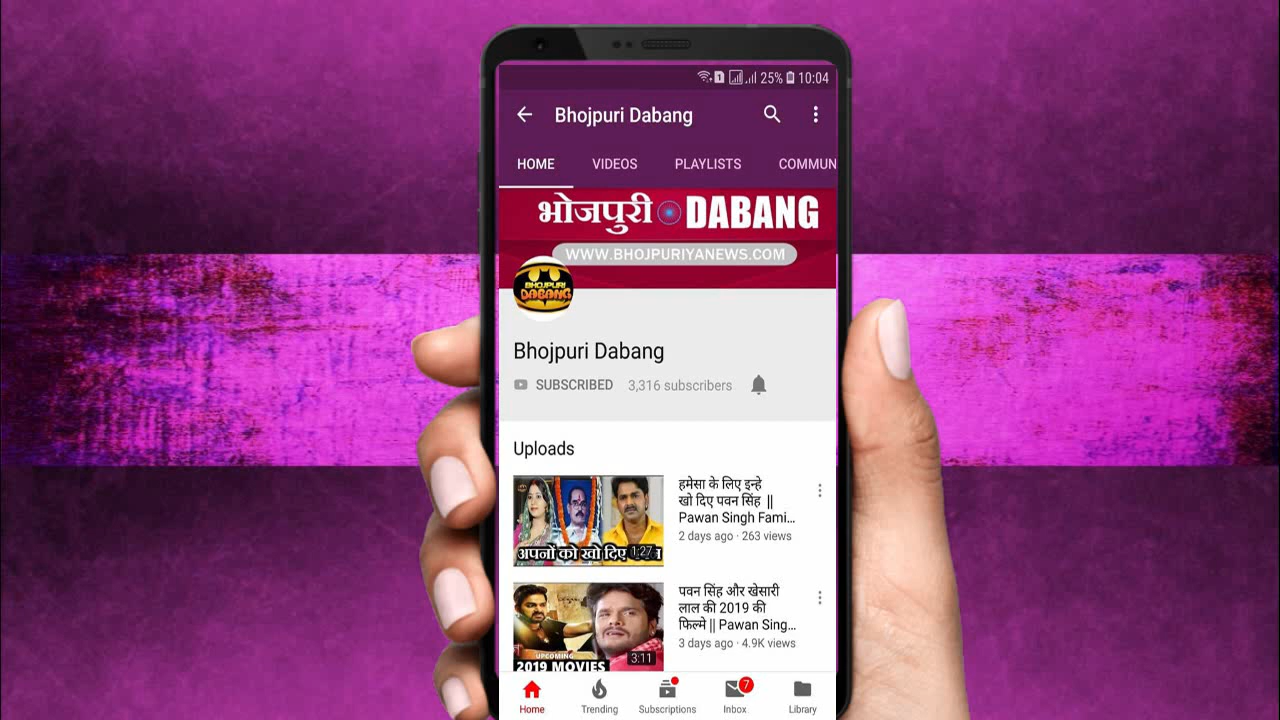 25% 10:04
Bhojpuri Dabang
HOME VIDEOS PLAYLISTS COMMUN
भोजपुरी DABANG
WWW.BHOJPURIYANEWS.COM
BHOJPURI
DABANG
Bhojpuri Dabang
SUBSCRIBED 3,316 subscribers
Uploads
हमेसा के लिए इन्हे
खो दिए पवन सिंह ||
Pawan Singh Fami...
2 days ago · 263 views
अपनों को खो दिए
1:27
पवन सिंह और खेसारी
लाल की 2019 की
फिल्मे || Pawan Sing...
3 days ago · 4.9K views
UPCOMING
2019 MOVIES
3:11
7
Home Trending Subscriptions Inbox Library